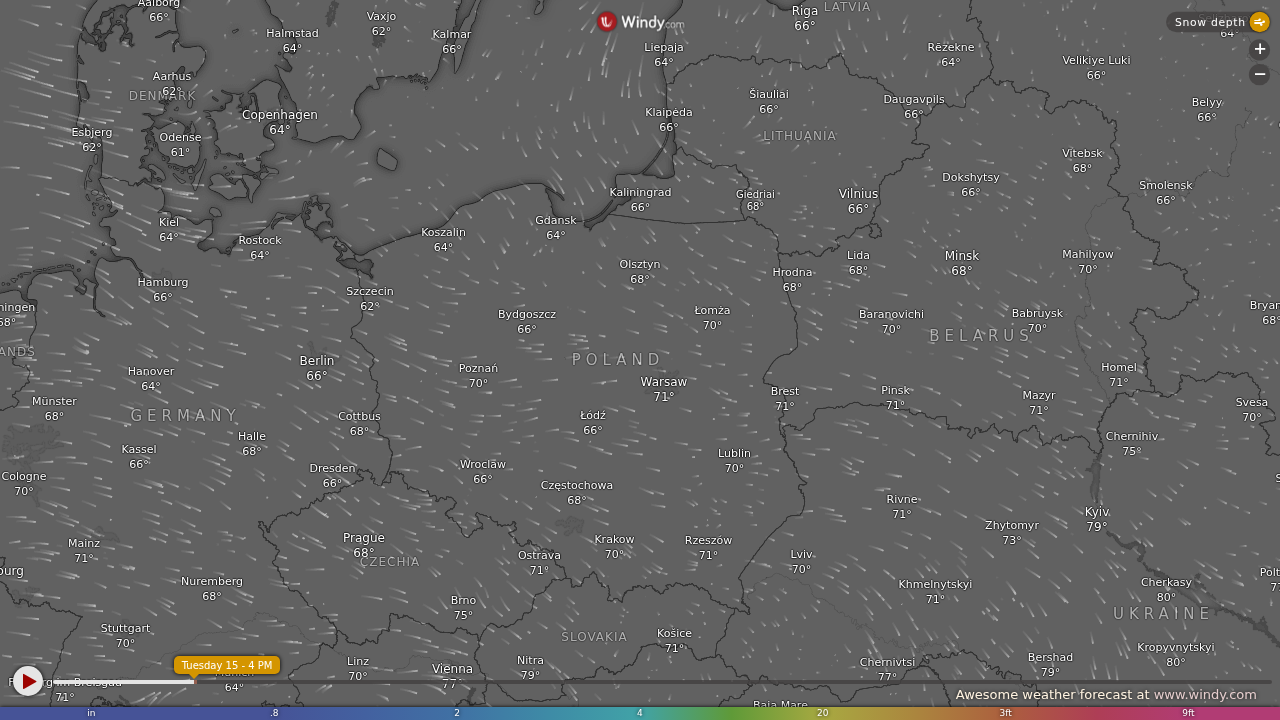 Aalborg
66°
Vaxjo
62°
Halmstad
64°
Kalmar
66°
Windy.com
Riga
66°
LATVIA
Snow depth
64°
Liepaja
64°
Rēzekne
64°
Velikiye Luki
66°
+
−
Aarhus
62°
DENMARK
Šiauliai
66°
Daugavpils
66°
Belyy
66°
Copenhagen
64°
Klaipėda
66°
Esbjerg
62°
Odense
61°
LITHUANIA
Vitebsk
68°
Dokshytsy
66°
Smolensk
66°
Kaliningrad
66°
Giedriai
68°
Vilnius
66°
Kiel
64°
Gdansk
64°
Koszalin
64°
Rostock
64°
Olsztyn
68°
Lida
68°
Minsk
68°
Mahilyow
70°
Hrodna
68°
Hamburg
66°
Szczecin
62°
68°
Bydgoszcz
66°
Łomża
70°
Baranovichi
70°
Babruysk
70°
68°
BELARUS
POLAND
Berlin
66°
Hanover
64°
Poznań
70°
Warsaw
71°
Homel
71°
Münster
68°
GERMANY
Cottbus
68°
Łódź
66°
Brest
71°
Pinsk
71°
Mazyr
71°
Svesa
70°
Halle
68°
Kassel
66°
Chernihiv
75°
Lublin
70°
Cologne
70°
Dresden
66°
Wroclaw
66°
Częstochowa
68°
Rivne
71°
Kyiv
79°
Zhytomyr
73°
Mainz
71°
Prague
68°
CZECHIA
Ostrava
71°
Krakow
70°
Rzeszów
71°
Lviv
70°
Nuremberg
68°
Khmelnytskyi
71°
Cherkasy
80°
Brno
75°
UKRAINE
Stuttgart
70°
SLOVAKIA
Košice
71°
Kropyvnytskyi
80°
Linz
70°
Vienna
77°
Nitra
79°
Chernivtsi
77°
Bershad
79°
Tuesday 15 - 4 PM
64°
71°
Awesome weather forecast at www.windy.com
Baia Mare
in .8 2 4 20 3ft 9ft